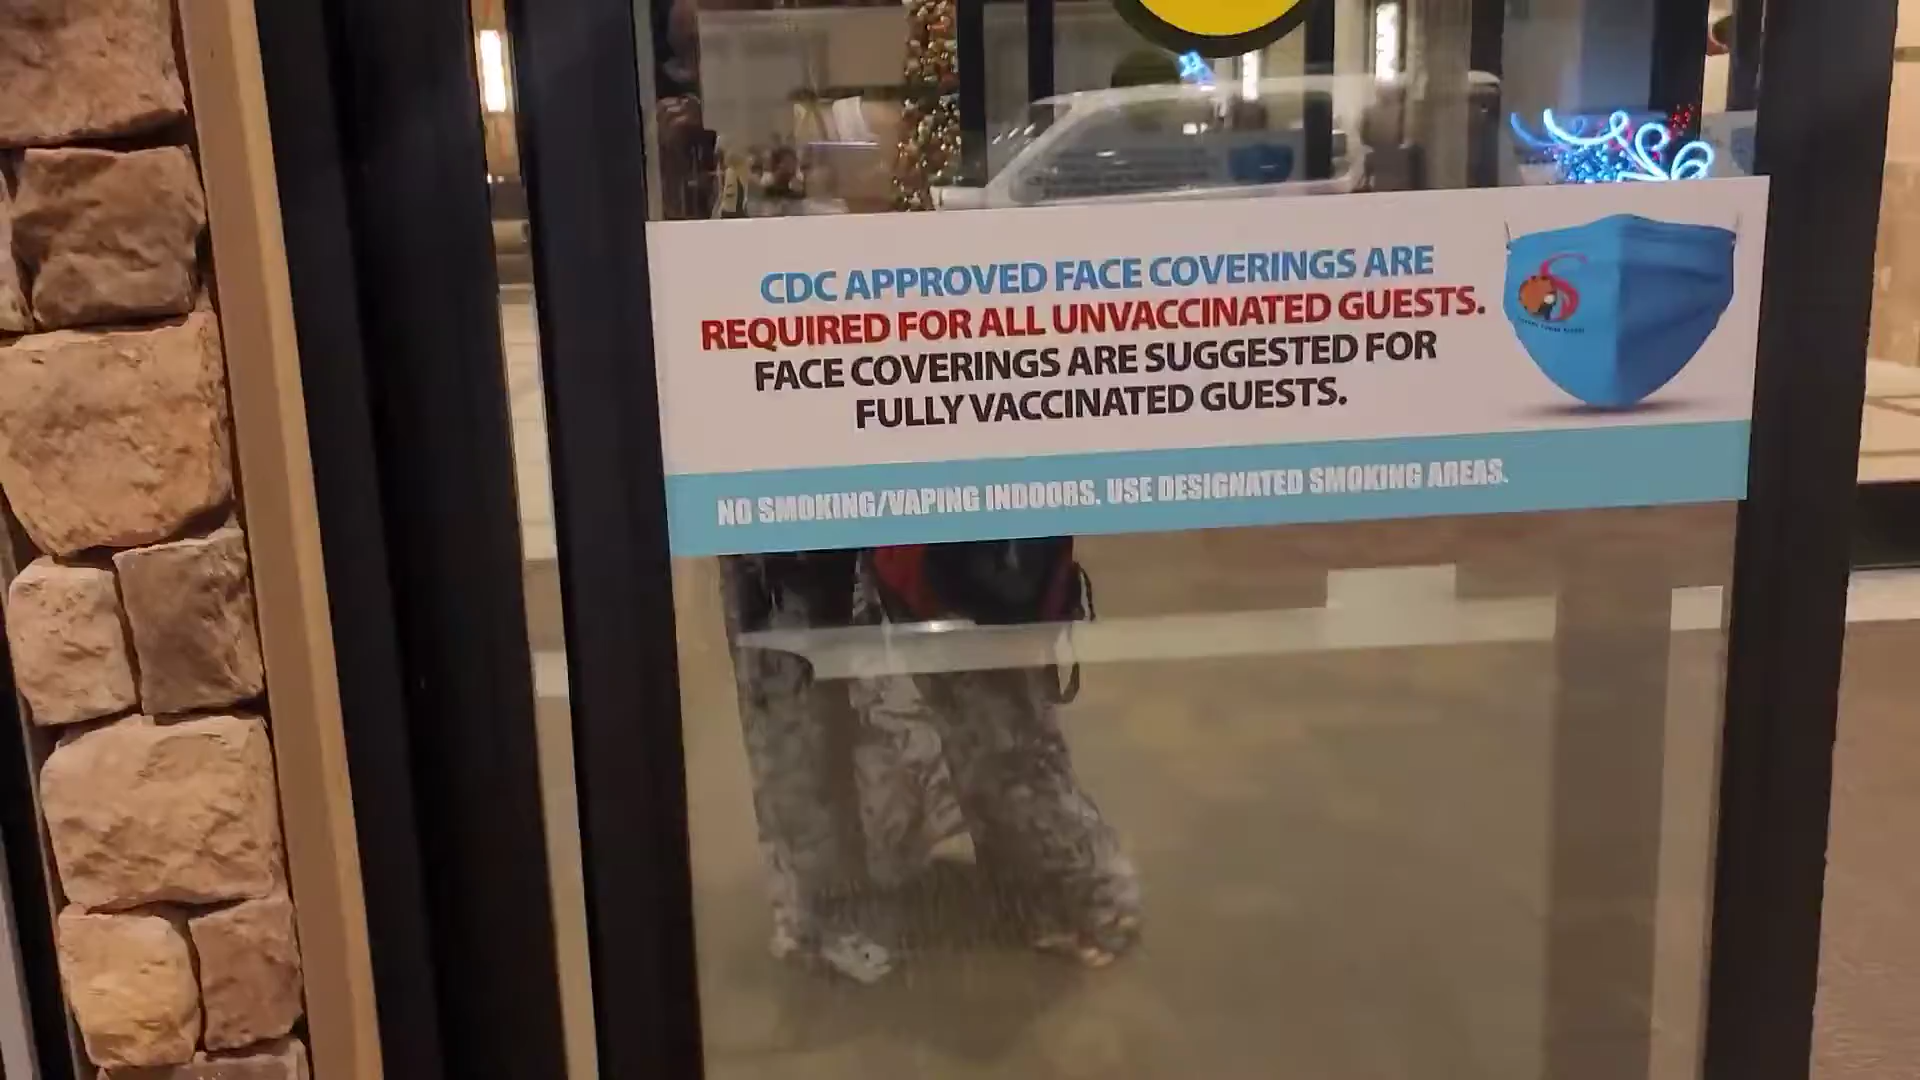 CDC APPROVED FACE COVERINGS ARE
REQUIRED FOR ALL UNVACCINATED GUESTS.
FACE COVERINGS ARE SUGGESTED FOR
FULLY VACCINATED GUESTS.
NO SMOKING/VAPING INDOORS. USE DESIGNATED SMOKING AREAS.